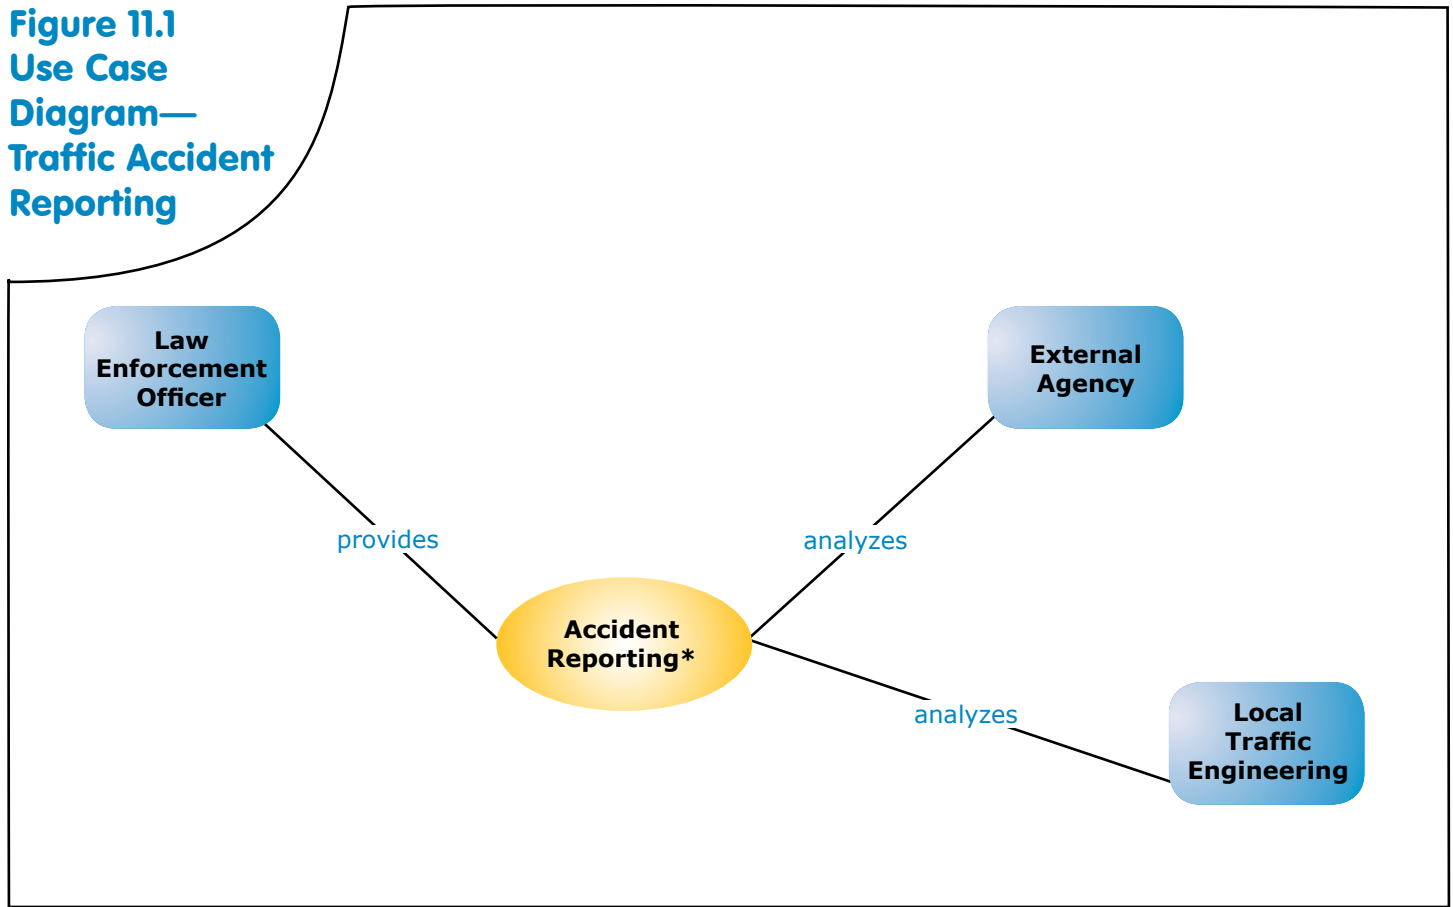 Figure 11.1
Use Case
Diagram—
Traffic Accident
Reporting
Law
Enforcement
Officer
External
Agency
provides
analyzes
Accident
Reporting*
analyzes
Local
Traffic
Engineering